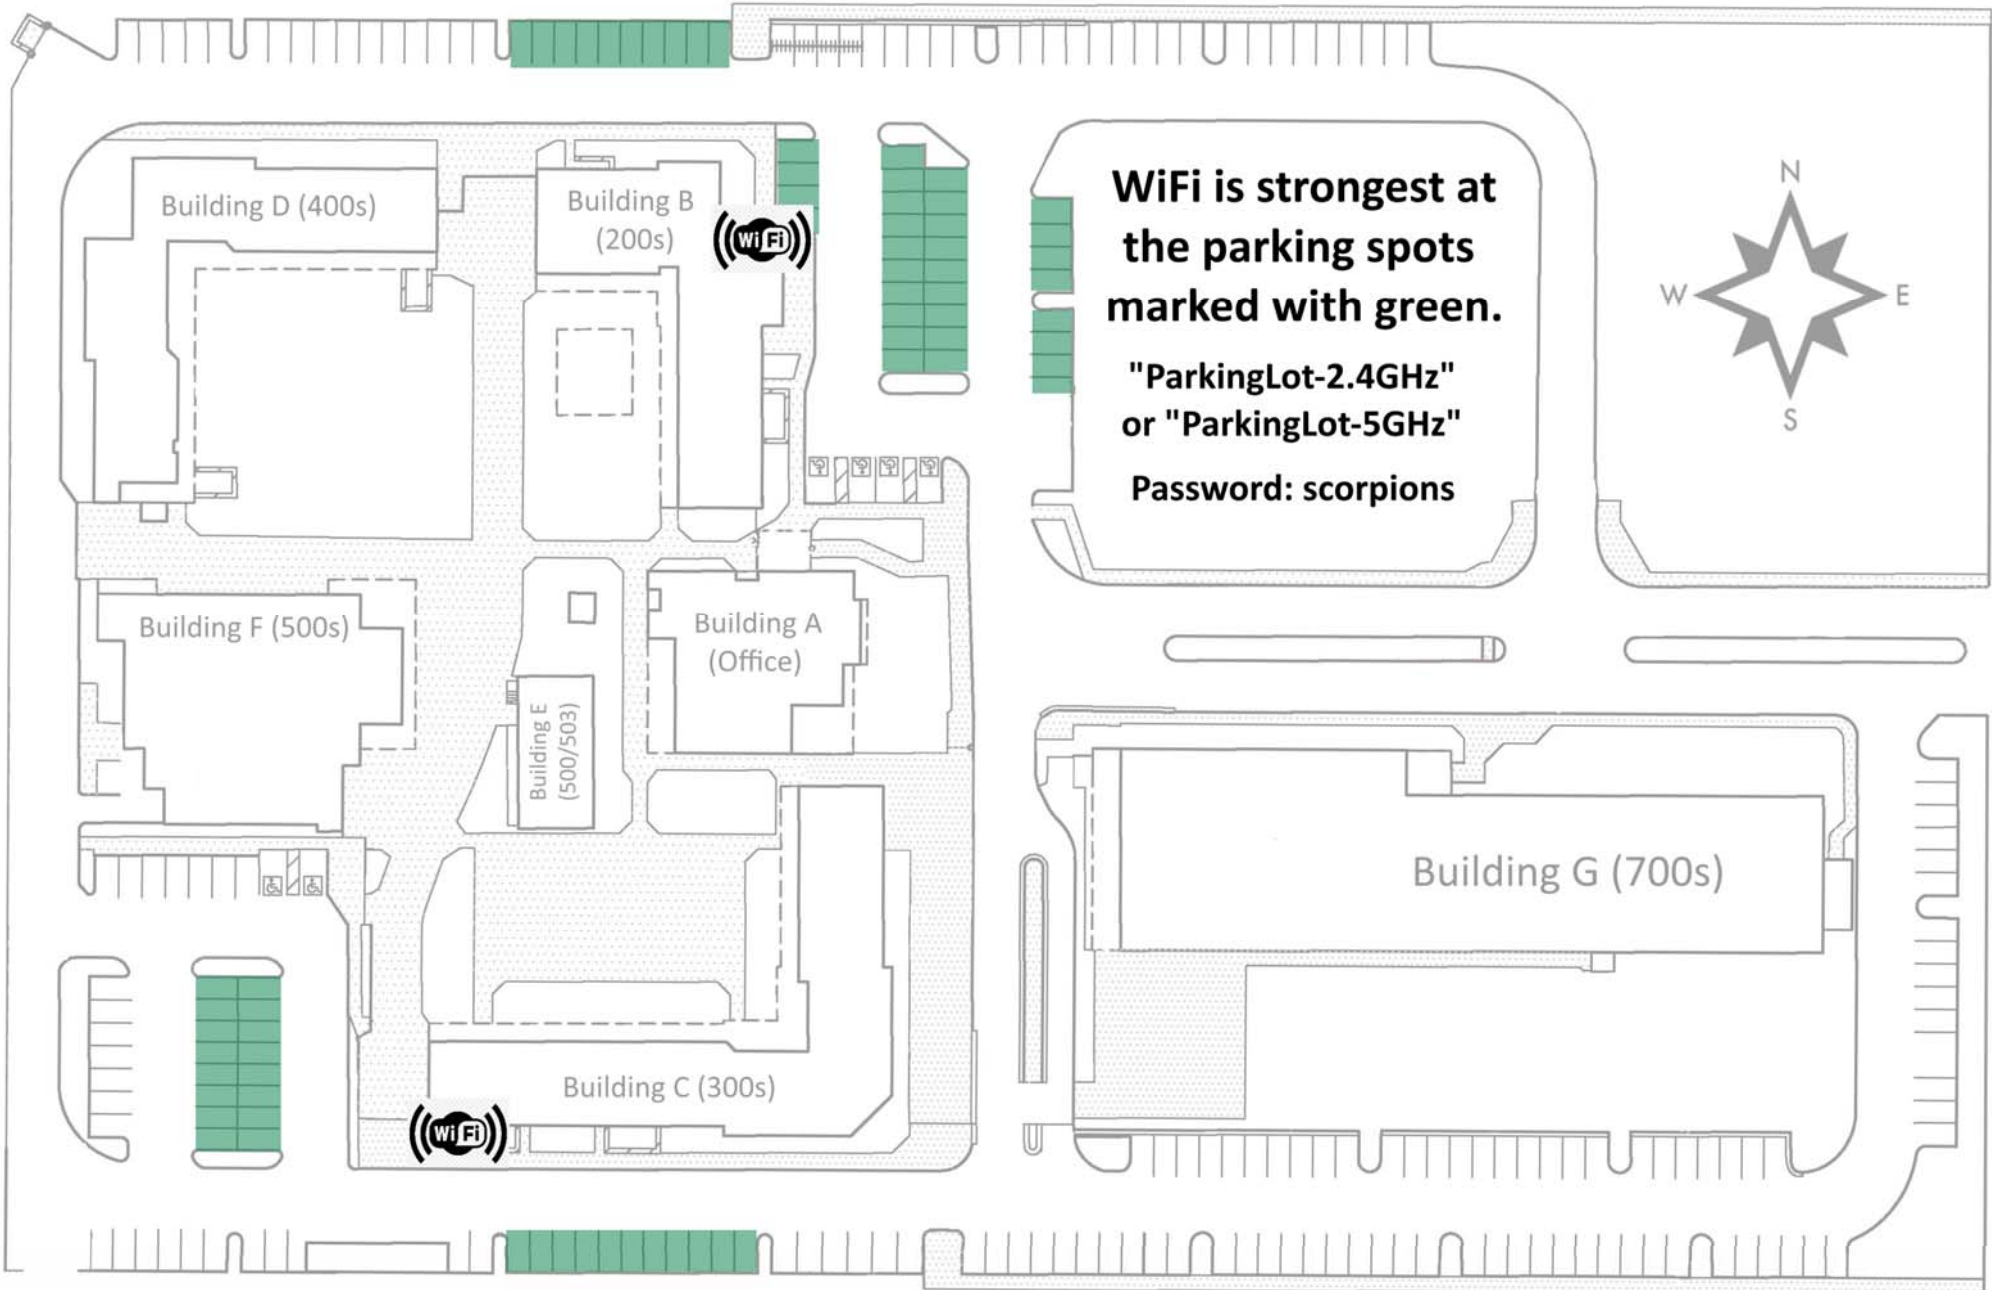 Building D (400s)
Building B
(200s)
WiFi
WiFi is strongest at
the parking spots
marked with green.
"ParkingLot-2.4GHz"
or "ParkingLot-5GHz"
Password: scorpions
N
W
E
S
Building F (500s)
Building A
(Office)
Building E
(500/503)
Building G (700s)
Building C (300s)
WiFi